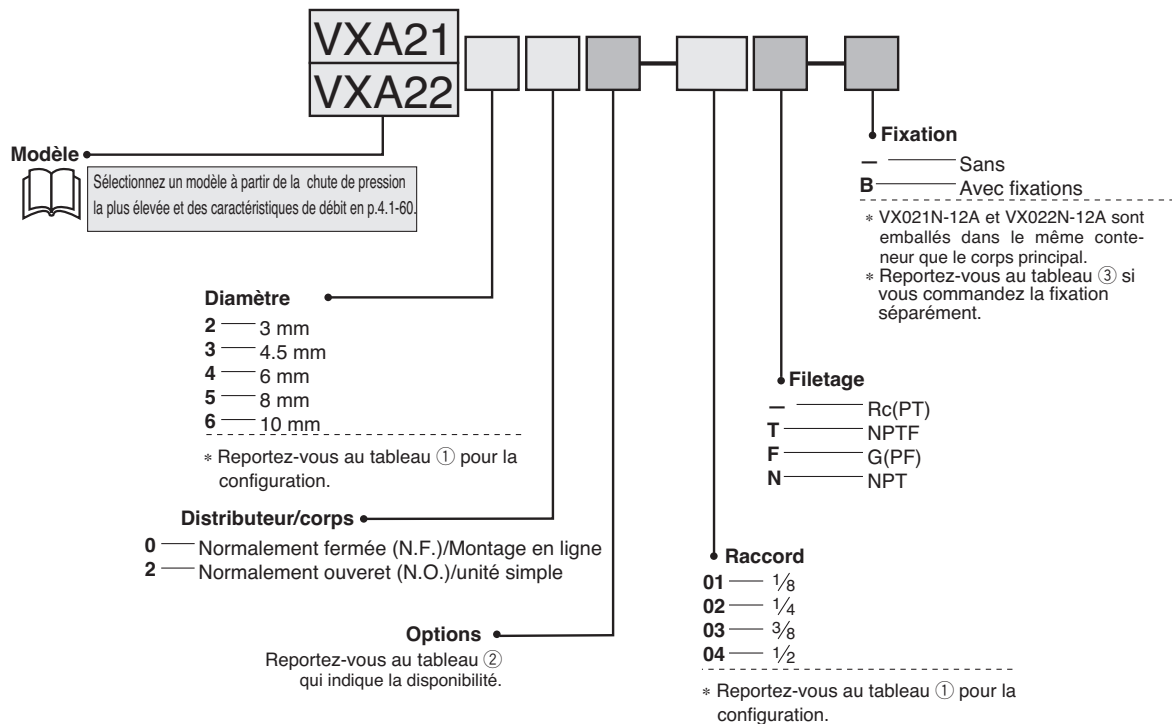 VXA21
VXA22
Modèle
Sélectionnez un modèle à partir de la chute de pression
la plus élevée et des caractéristiques de débit en p.4.1-60.
Fixation
— Sans
B Avec fixations
* VX021N-12A et VX022N-12A sont
emballés dans le même conte-
neur que le corps principal.
* Reportez-vous au tableau ③ si
vous commandez la fixation
séparément.
Diamètre
2 3 mm
3 4.5 mm
4 6 mm
5 8 mm
6 10 mm
* Reportez-vous au tableau ① pour la
configuration.
Filetage
— Rc(PT)
T NPTF
F G(PF)
N NPT
Distributeur/corps
0 Normalement fermée (N.F.)/Montage en ligne
2 Normalement ouveret (N.O.)/unité simple
Raccord
01 1/8
02 1/4
03 3/8
04 1/2
* Reportez-vous au tableau ① pour la
configuration.
Options
Reportez-vous au tableau ②
qui indique la disponibilité.